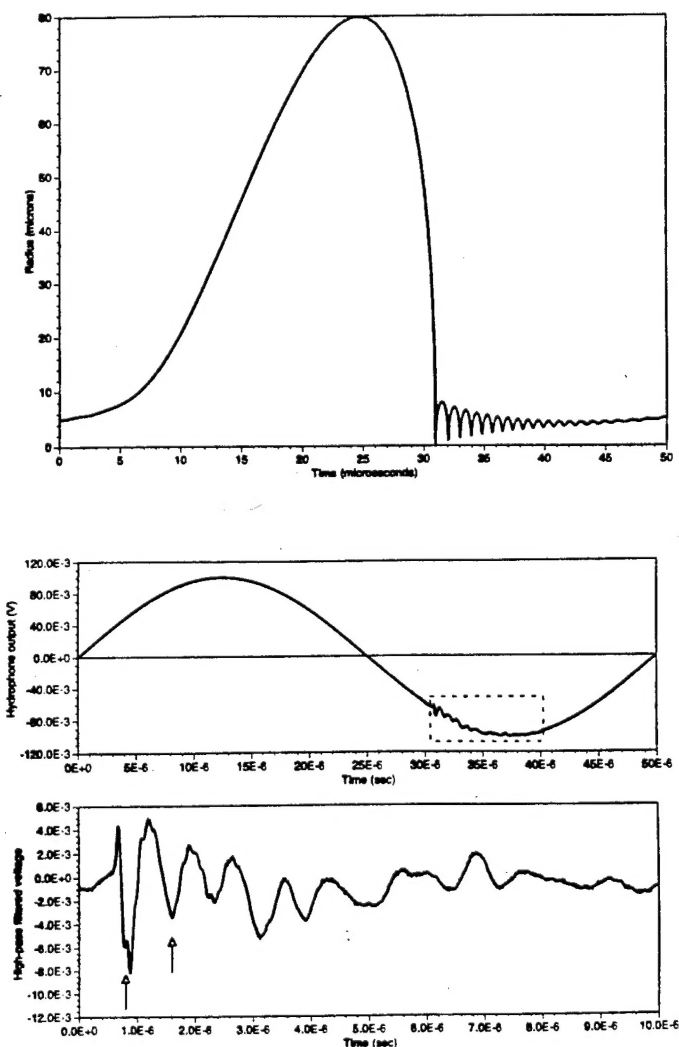 80
70
60
50
40
30
20
10
0
Radius (microns)
0 5 10 15 20 25 30 35 40 45 50
Time (microseconds)
120.0E-3
80.0E-3
40.0E-3
0.0E+0
-40.0E-3
-80.0E-3
-120.0E-3
Hydrophone output (V)
0E+0 5E-6 10E-6 15E-6 20E-6 25E-6 30E-6 35E-6 40E-6 45E-6 50E-6
Time (sec)
6.0E-3
4.0E-3
2.0E-3
0.0E+0
-2.0E-3
-4.0E-3
-6.0E-3
-8.0E-3
-10.0E-3
-12.0E-3
High-pass filtered voltage
0.0E+0 1.0E-6 2.0E-6 3.0E-6 4.0E-6 5.0E-6 6.0E-6 7.0E-6 8.0E-6 9.0E-6 10.0E-6
Time (sec)